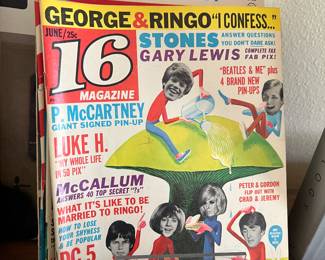 GEORGE & RINGO "I CONFESS..."
JUNE/25¢
16
MAGAZINE
STONES
ANSWER QUESTIONS
YOU DON'T DARE ASK!
GARY LEWIS
COMPLETE FAX
FAB PIX!
"BEATLES & ME" plus
4 BRAND NEW
PIN-UPS
P. McCARTNEY
GIANT SIGNED PIN-UP
LUKE H.
"MY WHOLE LIFE
IN 50 PIX"
McCALLUM
ANSWERS 40 TOP SECRET "?s"
WHAT IT'S LIKE TO BE
MARRIED TO RINGO!
HOW TO LOSE
YOUR SHYNESS
& BE POPULAR
DC 5
PETER & GORDON
FLIP OUT WITH
CHAD & JEREMY